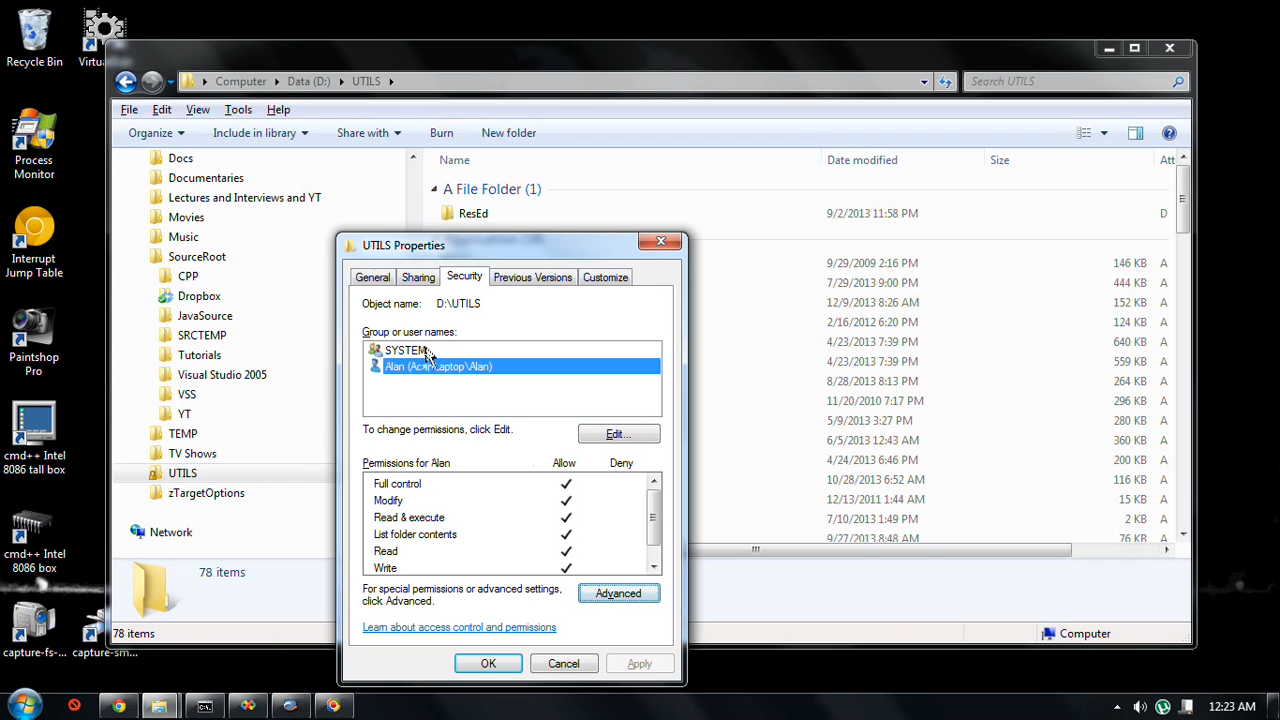 Recycle Bin
Virtu
Process
Monitor
Interrupt
Jump Table
Paintshop
Pro
cmd++ Intel
8086 tall box
cmd++ Intel
8086 box
capture-fs-...
capture-sm...
Computer
Data (D:)
UTILS
Search UTILS
File Edit View Tools Help
Organize Include in library Share with Burn New folder
Docs
Documentaries
Lectures and Interviews and YT
Movies
Music
SourceRoot
CPP
Dropbox
JavaSource
SRCTEMP
Tutorials
Visual Studio 2005
VSS
YT
TEMP
TV Shows
UTILS
zTargetOptions
Network
Name Date modified Size Att
A File Folder (1)
ResEd 9/2/2013 11:58 PM D
9/29/2009 2:16 PM 146 KB A
7/29/2013 9:00 PM 444 KB A
12/9/2013 8:26 AM 152 KB A
2/16/2012 6:20 PM 124 KB A
4/23/2013 7:39 PM 640 KB A
4/23/2013 7:40 PM 559 KB A
8/28/2013 8:13 PM 264 KB A
11/20/2010 7:17 PM 296 KB A
5/9/2013 3:27 PM 280 KB A
6/5/2013 12:43 AM 360 KB A
4/24/2013 6:46 PM 460 KB A
10/28/2013 6:52 AM 116 KB A
12/13/2011 1:44 AM 15 KB A
7/10/2013 1:49 PM 2 KB A
9/27/2013 8:48 AM 76 KB A
UTILS Properties
General Sharing Security Previous Versions Customize
Object name: D:\UTILS
Group or user names:
SYSTEM
Alan (Acer-Laptop\Alan)
To change permissions, click Edit.
Edit...
Permissions for Alan Allow Deny
Full control
Modify
Read & execute
List folder contents
Read
Write
For special permissions or advanced settings,
click Advanced.
Advanced
Learn about access control and permissions
OK Cancel Apply
78 items
78 items
Computer
12:23 AM